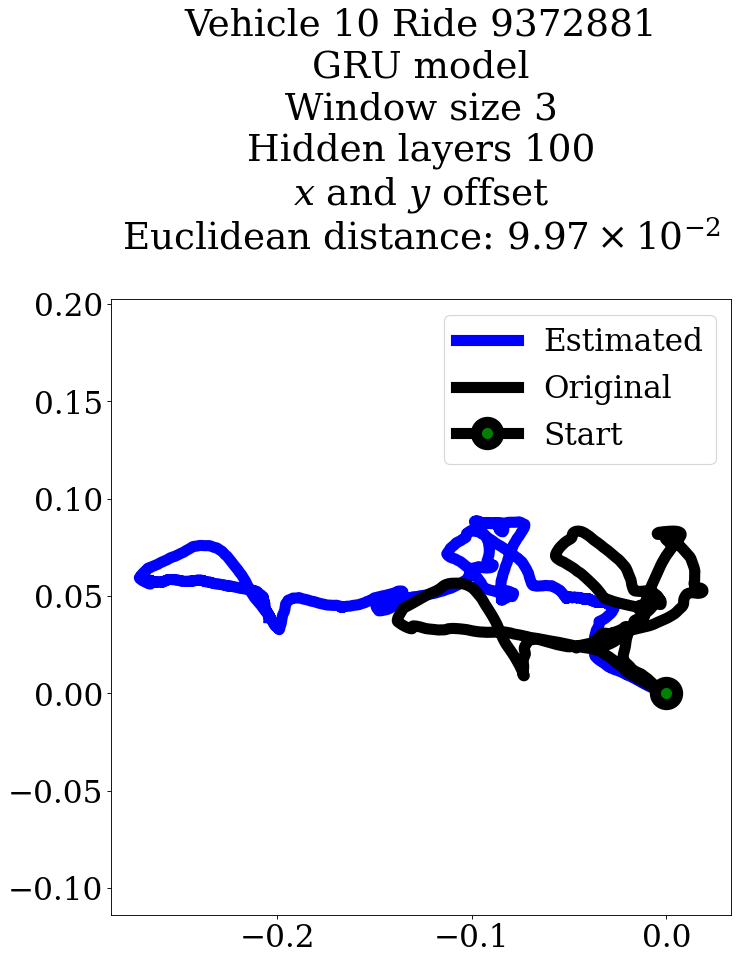 Vehicle 10 Ride 9372881
GRU model
Window size 3
Hidden layers 100
x and y offset
Euclidean distance: 9.97 × 10⁻²
0.20
Estimated
0.15
Original
Start
0.10
0.05
0.00
−0.05
−0.10
−0.2 −0.1 0.0